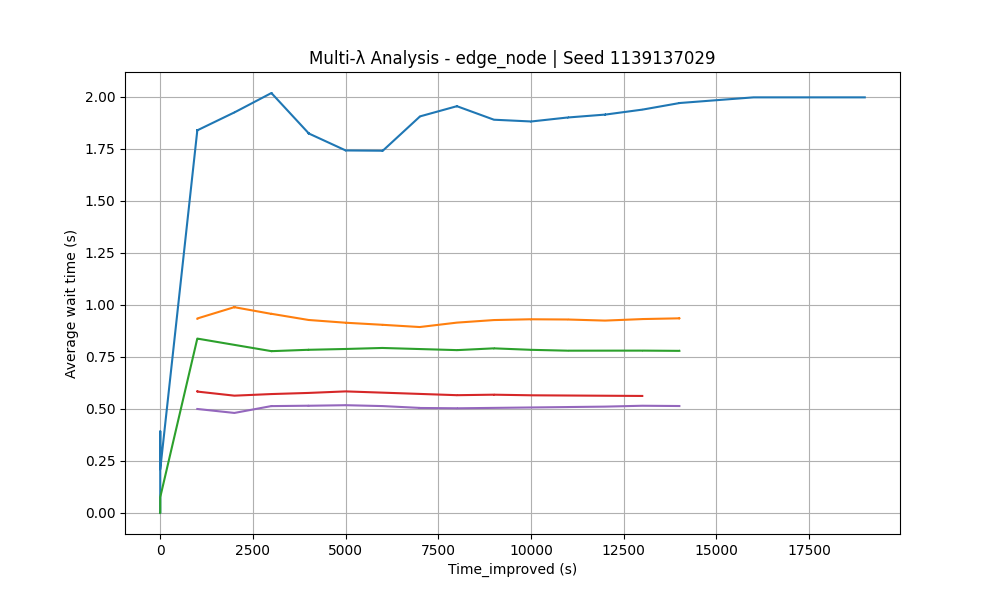 Multi-λ Analysis - edge_node | Seed 1139137029
Average wait time (s)
2.00
1.75
1.50
1.25
1.00
0.75
0.50
0.25
0.00
0 2500 5000 7500 10000 12500 15000 17500
Time_improved (s)